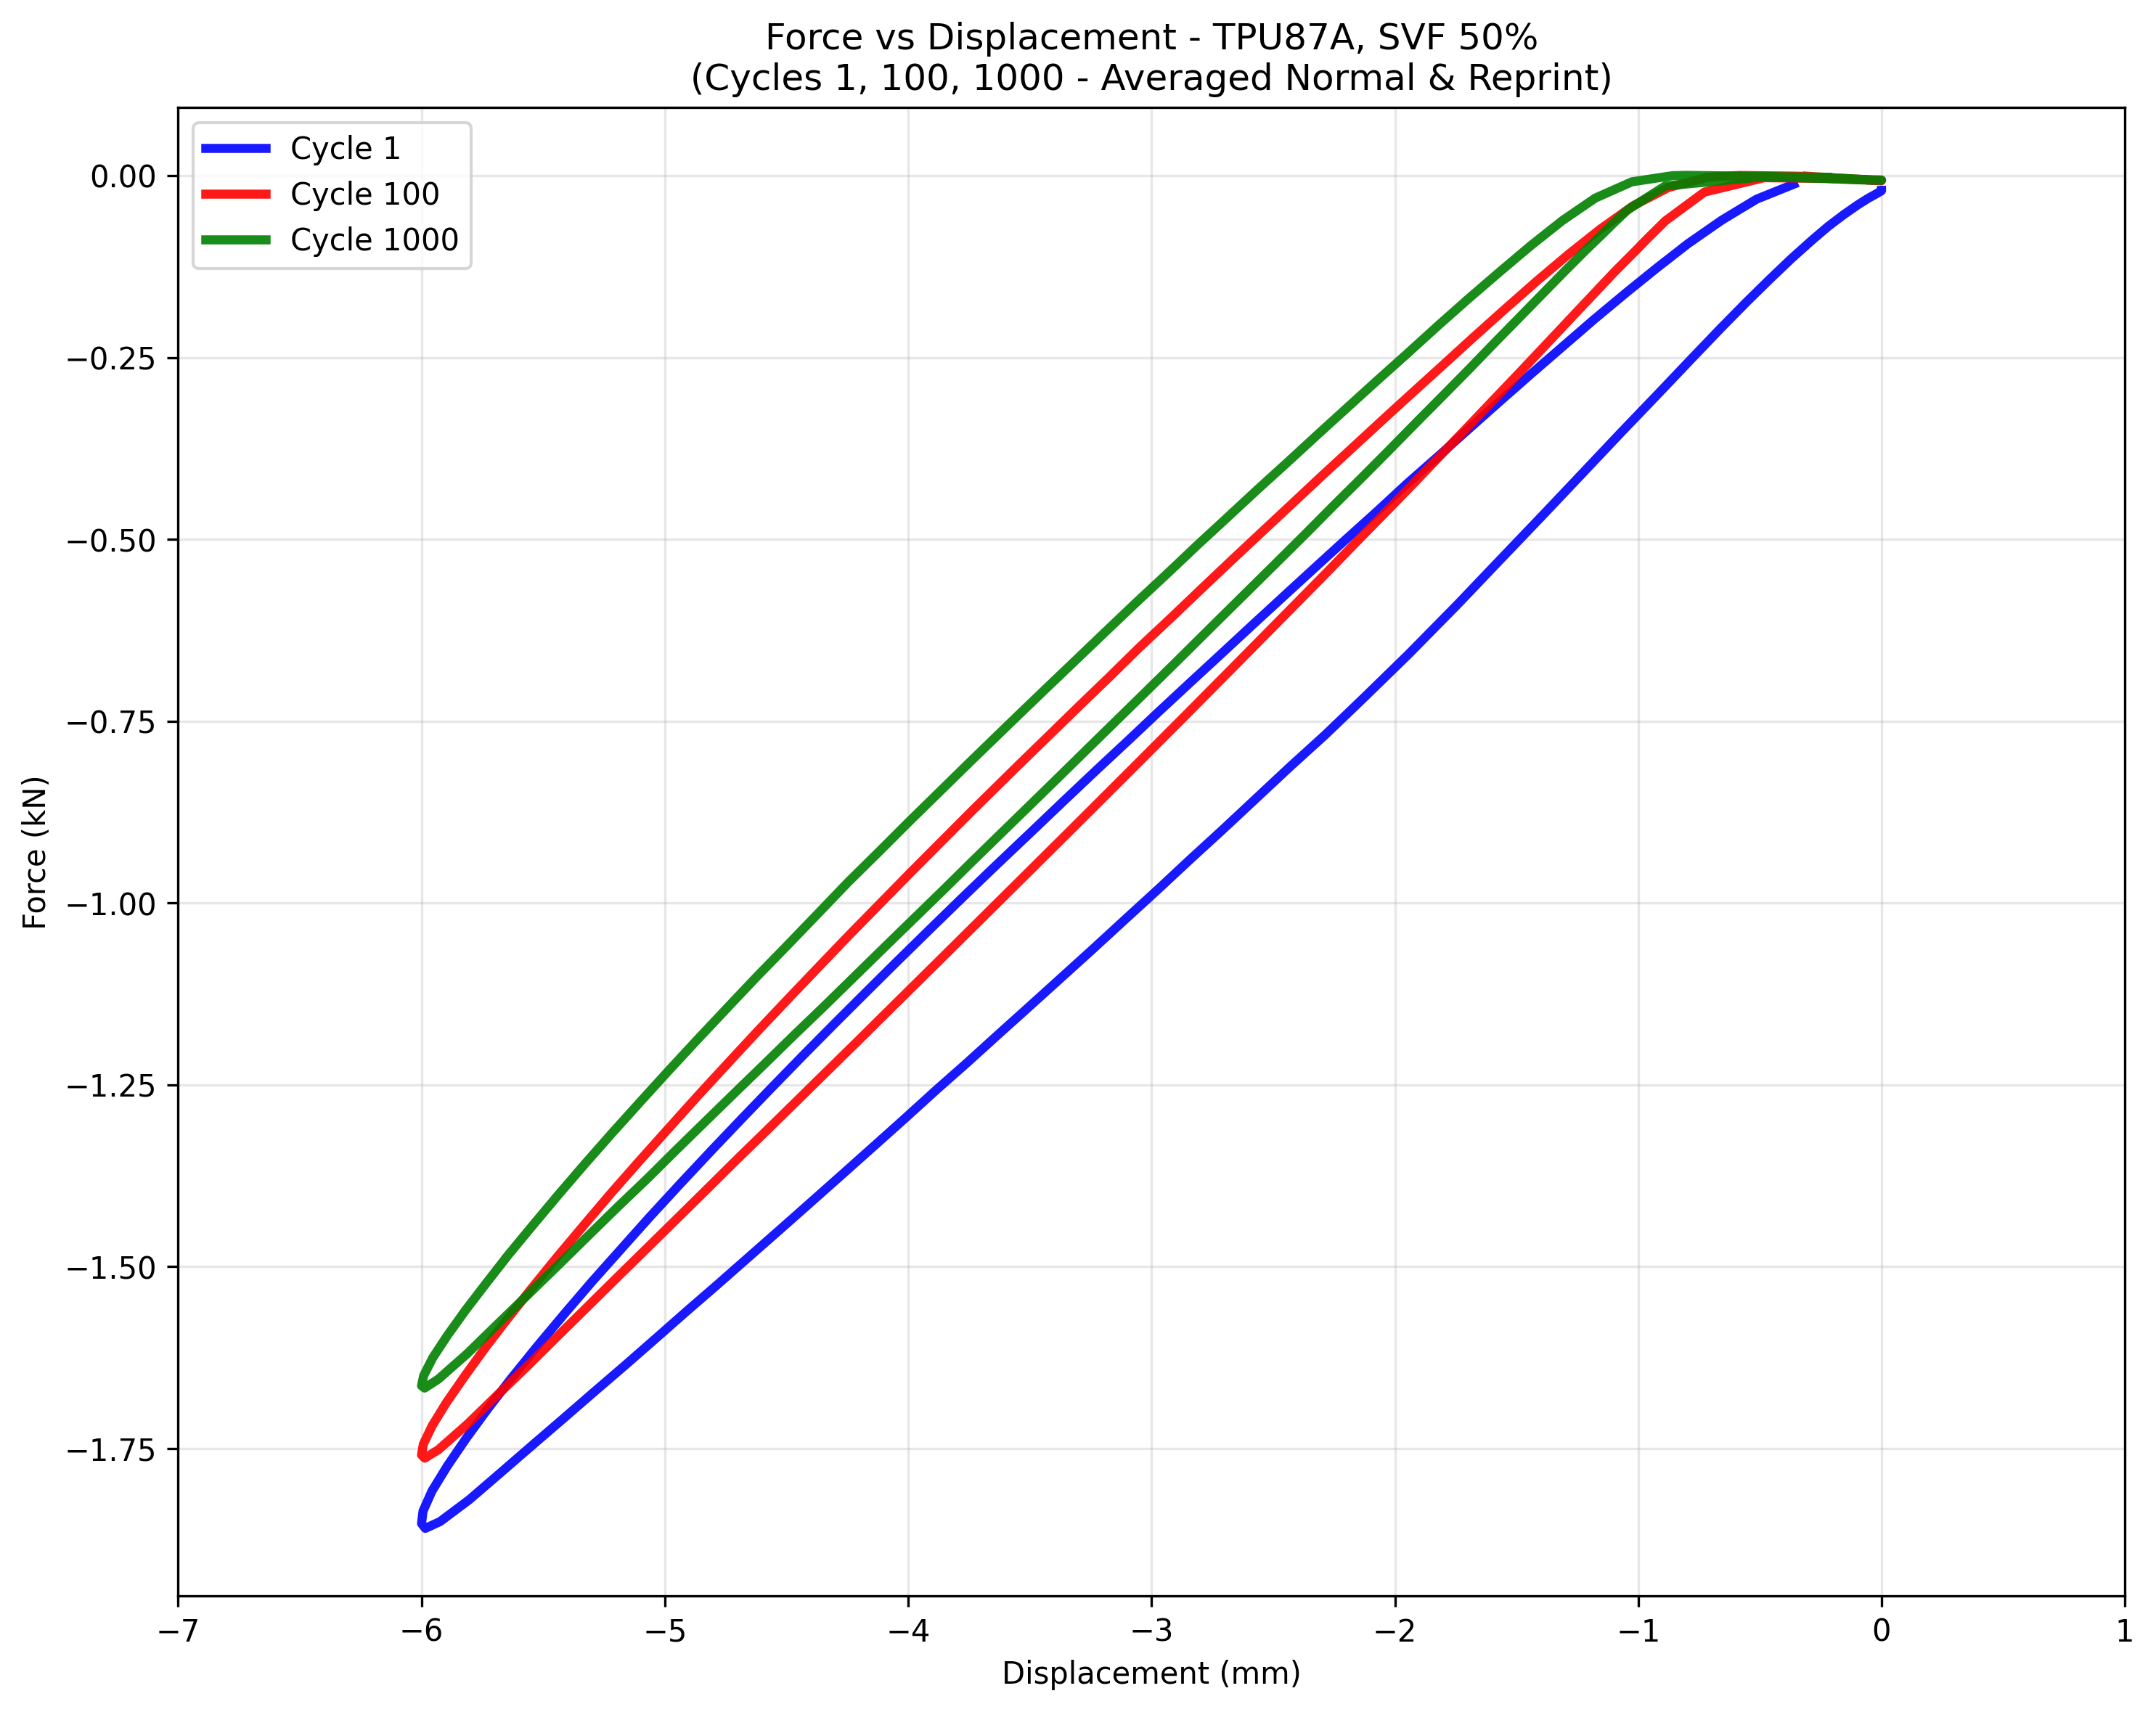 Force vs Displacement - TPU87A, SVF 50%
(Cycles 1, 100, 1000 - Averaged Normal & Reprint)
Cycle 1
Cycle 100
Cycle 1000
0.00
−0.25
−0.50
−0.75
−1.00
−1.25
−1.50
−1.75
Force (kN)
−7 −6 −5 −4 −3 −2 −1 0 1
Displacement (mm)